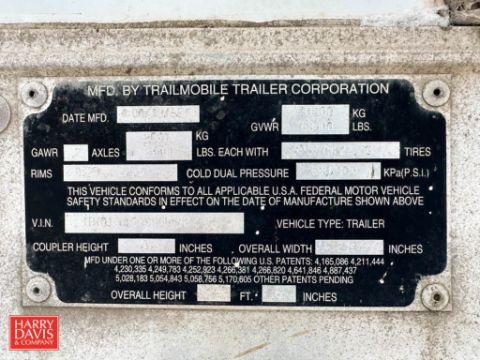 MFD. BY TRAILMOBILE TRAILER CORPORATION
DATE MFD. KG
GVWR LBS.
KG
GAWR AXLES LBS. EACH WITH TIRES
RIMS COLD DUAL PRESSURE KPa(P.S.I.)
THIS VEHICLE CONFORMS TO ALL APPLICABLE U.S.A. FEDERAL MOTOR VEHICLE
SAFETY STANDARDS IN EFFECT ON THE DATE OF MANUFACTURE SHOWN ABOVE
V.I.N. VEHICLE TYPE: TRAILER
COUPLER HEIGHT INCHES OVERALL WIDTH INCHES
MFD UNDER ONE OR MORE OF THE FOLLOWING U.S. PATENTS: 4,165,086 4,211,444
4,230,335 4,249,783 4,252,923 4,266,381 4,266,820 4,641,846 4,887,437
5,028,183 5,054,843 5,058,756 5,170,605 OTHER PATENTS PENDING
OVERALL HEIGHT FT. INCHES
HARRY
DAVIS
& COMPANY